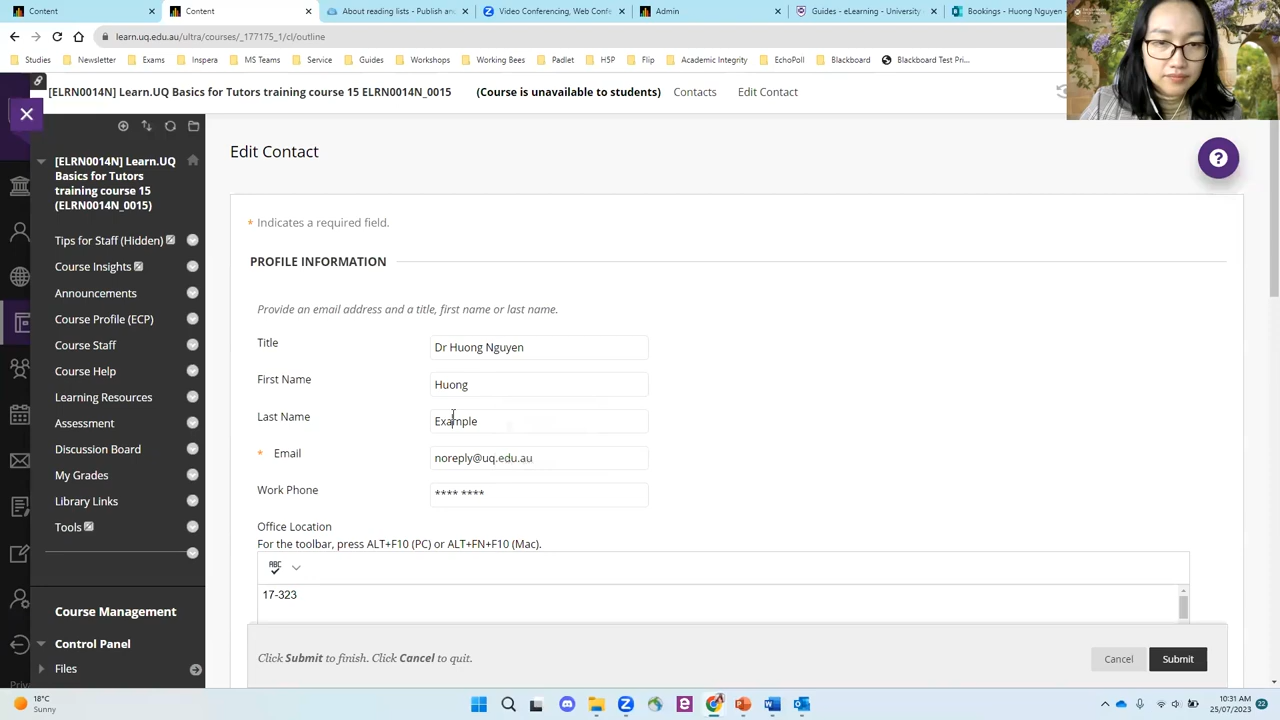 Content
Content
About reading lists - Publish an
Video Conferencing, Web Conf
Admin
Guides - eLearning - University
Bookings - Huong Nguyen
learn.uq.edu.au/ultra/courses/_177175_1/cl/outline
Studies
Newsletter
Exams
Inspera
MS Teams
Service
Guides
Workshops
Working Bees
Padlet
H5P
Flip
Academic Integrity
EchoPoll
Blackboard
Blackboard Test Pri...
[ELRN0014N] Learn.UQ Basics for Tutors training course 15 ELRN0014N_0015
(Course is unavailable to students)
Contacts
Edit Contact
[ELRN0014N] Learn.UQ
Basics for Tutors
training course 15
(ELRN0014N_0015)
Tips for Staff (Hidden)
Course Insights
Announcements
Course Profile (ECP)
Course Staff
Course Help
Learning Resources
Assessment
Discussion Board
My Grades
Library Links
Tools
Course Management
Control Panel
Files
Edit Contact
* Indicates a required field.
PROFILE INFORMATION
Provide an email address and a title, first name or last name.
Title
Dr Huong Nguyen
First Name
Huong
Last Name
Example
* Email
noreply@uq.edu.au
Work Phone
**** ****
Office Location
For the toolbar, press ALT+F10 (PC) or ALT+FN+F10 (Mac).
ABC
17-323
Click Submit to finish. Click Cancel to quit.
Cancel
Submit
?
Priv
18°C
Sunny
10:31 AM
25/07/2023
22